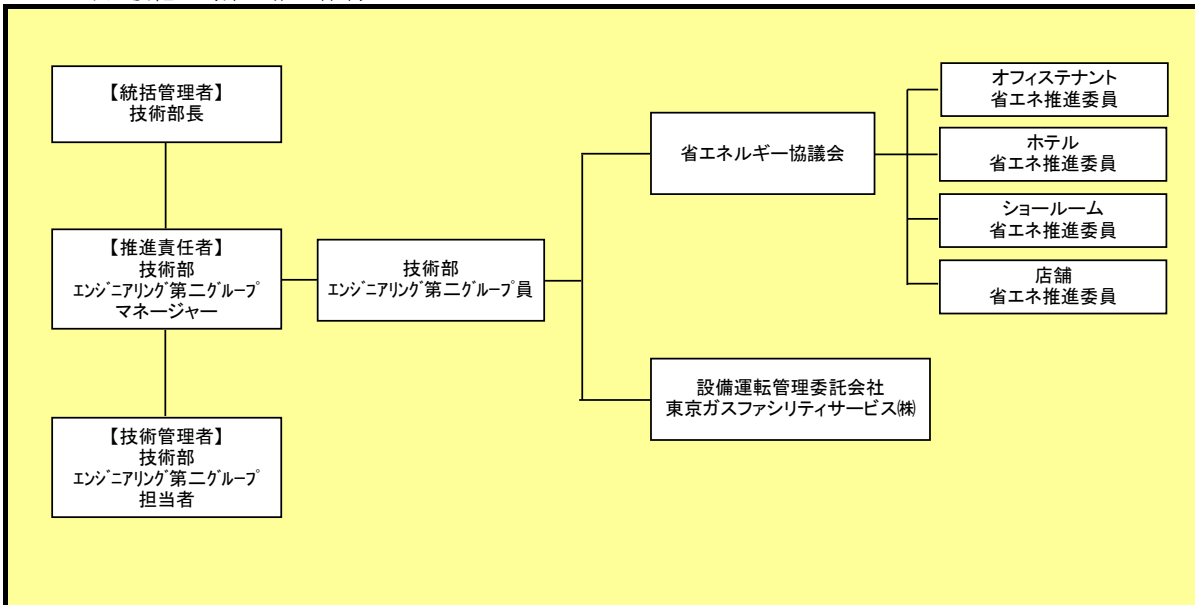 【統括管理者】
技術部長
【推進責任者】
技術部
ｴﾝｼﾞﾆｱﾘﾝｸﾞ第二ｸﾞﾙｰﾌﾟ
マネージャー
【技術管理者】
技術部
ｴﾝｼﾞﾆｱﾘﾝｸﾞ第二ｸﾞﾙｰﾌﾟ
担当者
技術部
ｴﾝｼﾞﾆｱﾘﾝｸﾞ第二ｸﾞﾙｰﾌﾟ員
省エネルギー協議会
設備運転管理委託会社
東京ガスファシリティサービス㈱
オフィステナント
省エネ推進委員
ホテル
省エネ推進委員
ショールーム
省エネ推進委員
店舗
省エネ推進委員